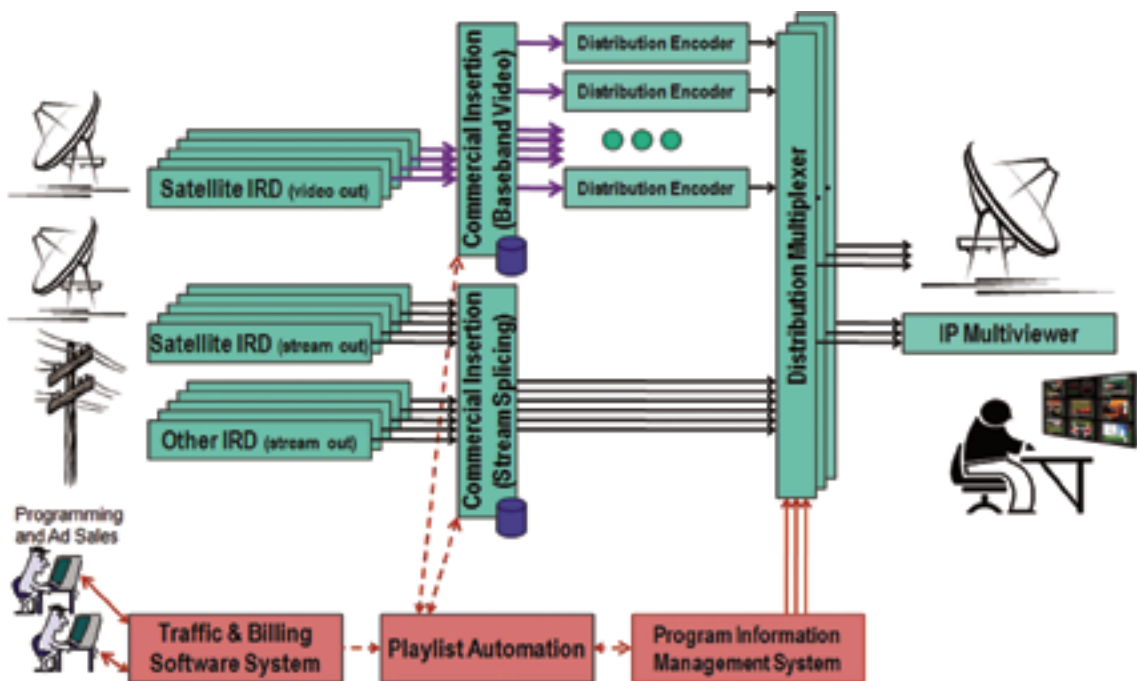 Distribution Encoder
Distribution Encoder
Distribution Encoder
Satellite IRD (video out)
Commercial Insertion
(Baseband Video)
Satellite IRD (stream out)
Other IRD (stream out)
Commercial Insertion
(Stream Splicing)
Distribution Multiplexer
IP Multiviewer
Programming
and Ad Sales
Traffic & Billing
Software System
Playlist Automation
Program Information
Management System